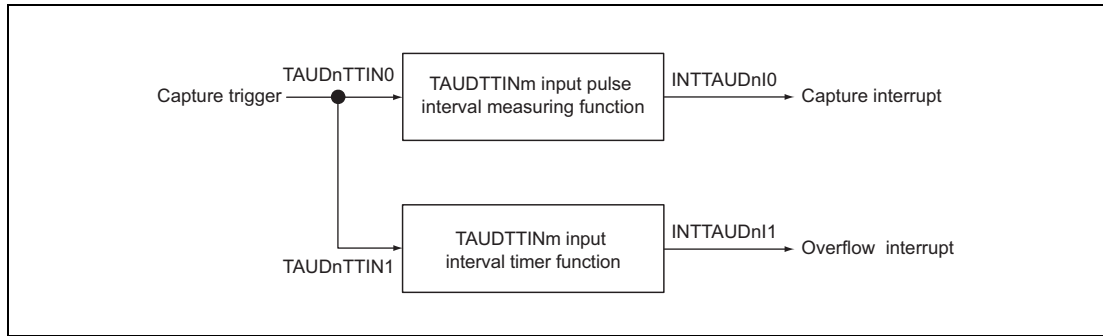 TAUDnTTIN0
Capture trigger
TAUDTTINm input pulse
interval measuring function
INTTAUDnI0
Capture interrupt
TAUDnTTIN1
TAUDTTINm input
interval timer function
INTTAUDnI1
Overflow interrupt